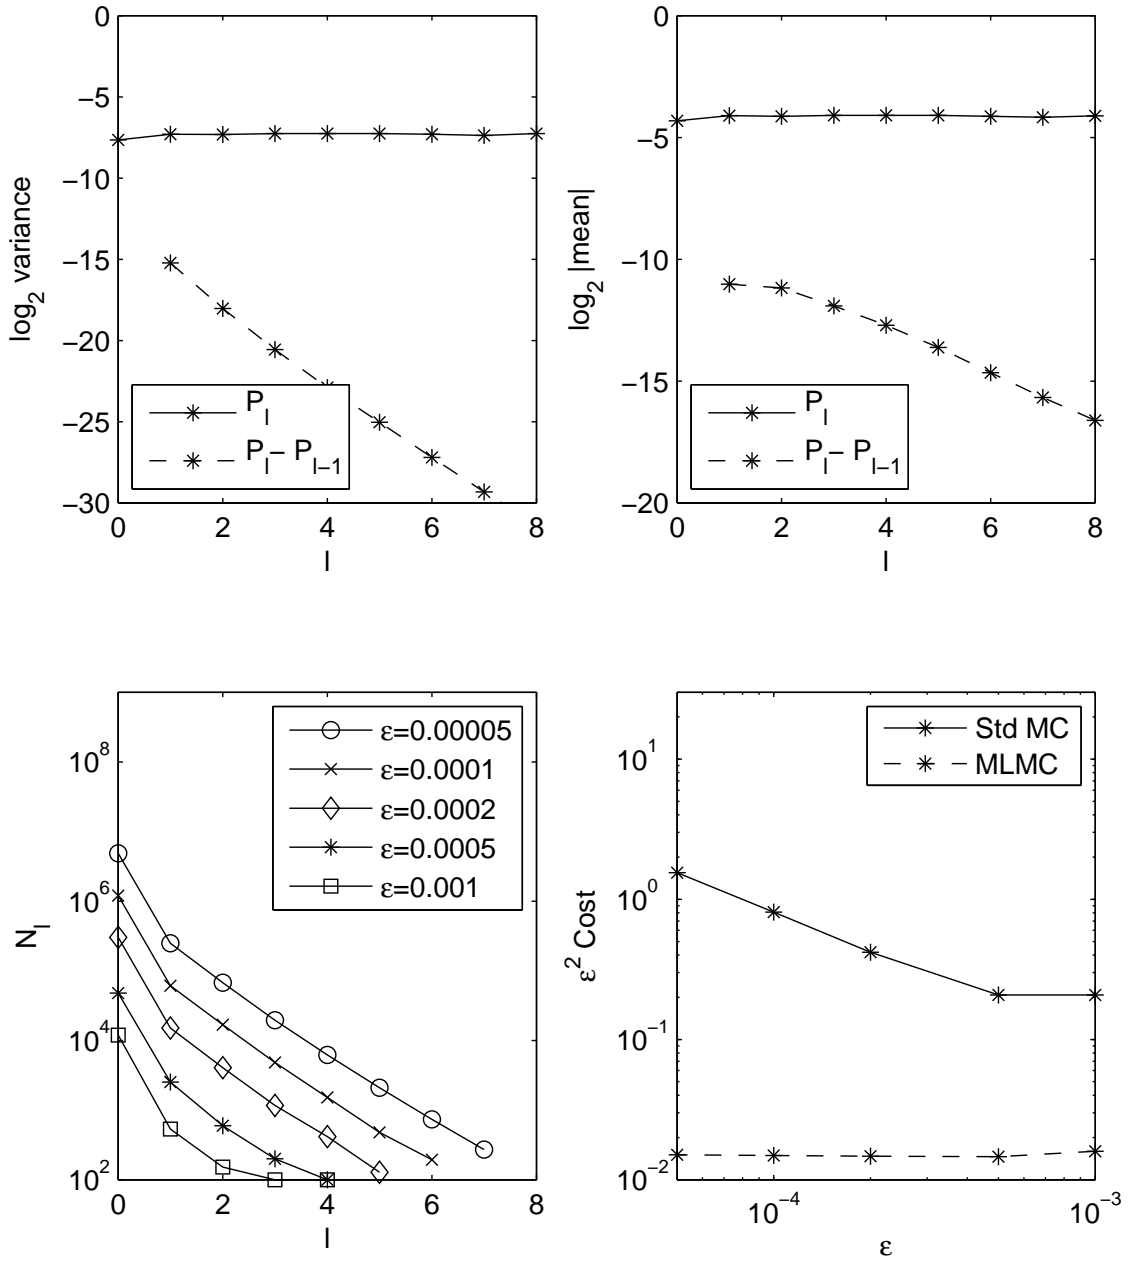 0
−5
−10
−15
−20
−25
−30
log2 variance
P_l
P_l − P_l−1
0 2 4 6 8
l
0
−5
−10
−15
−20
log2 |mean|
P_l
P_l − P_l−1
0 2 4 6 8
l
10^8
10^6
10^4
10^2
N_l
ε=0.00005
ε=0.0001
ε=0.0002
ε=0.0005
ε=0.001
0 2 4 6 8
l
10^1
10^0
10^−1
10^−2
ε^2 Cost
Std MC
MLMC
10^−4 10^−3
ε